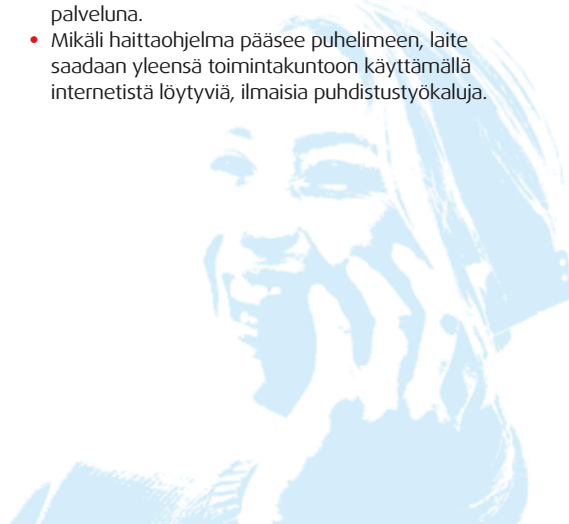 palveluna.
• Mikäli haittaohjelma pääsee puhelimeen, laite
saadaan yleensä toimintakuntoon käyttämällä
internetistä löytyviä, ilmaisia puhdistustyökaluja.